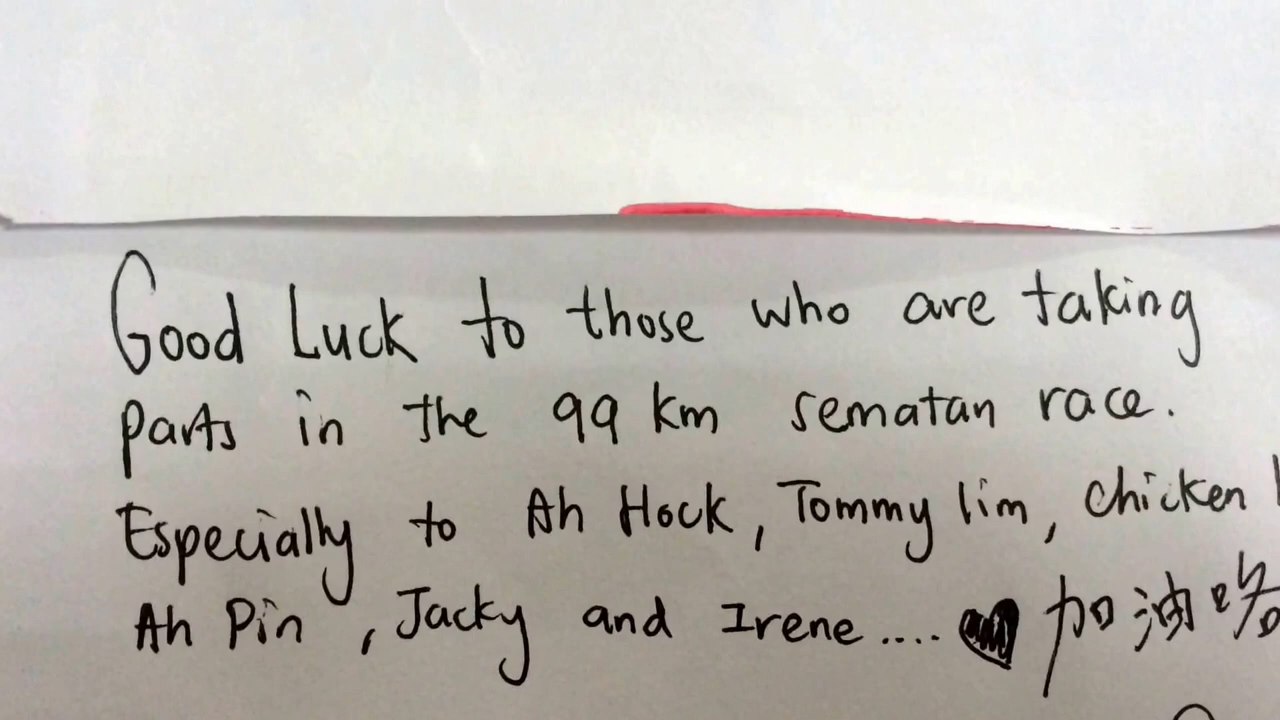 Good Luck to those who are taking
parts in the 99 km sematan race.
Especially to Ah Hock, Tommy lim, chicken
Ah Pin, Jacky and Irene .... 加油